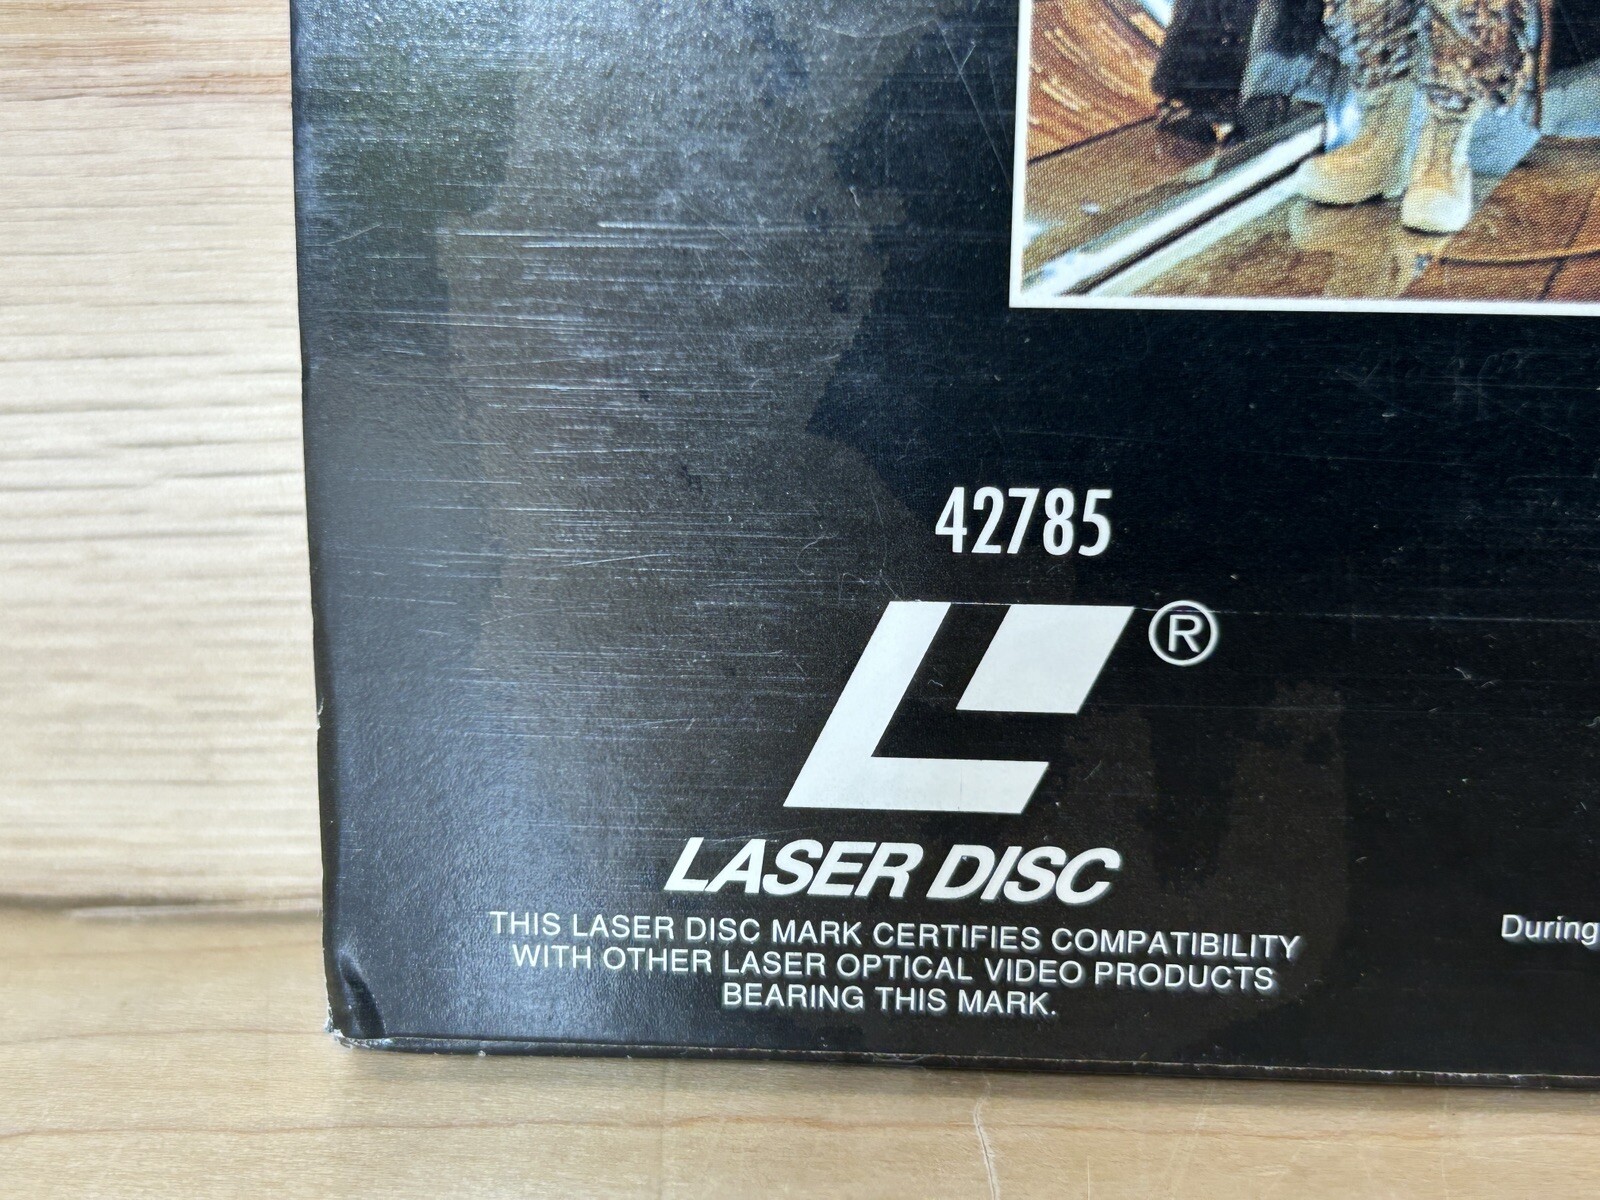 42785
®
LASER DISC
THIS LASER DISC MARK CERTIFIES COMPATIBILITY
WITH OTHER LASER OPTICAL VIDEO PRODUCTS
BEARING THIS MARK.
During